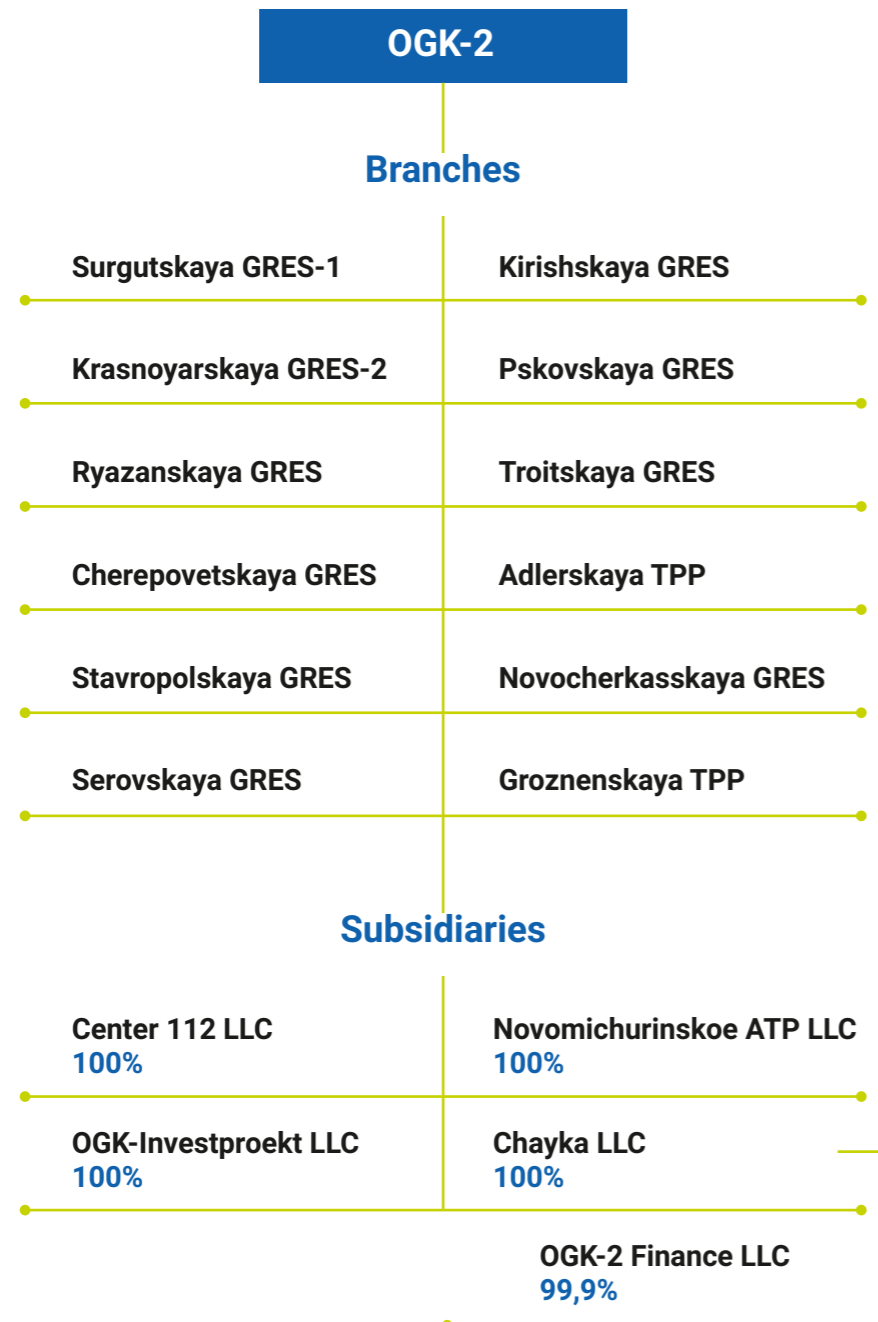 OGK-2
Branches
Surgutskaya GRES-1
Kirishskaya GRES
Krasnoyarskaya GRES-2
Pskovskaya GRES
Ryazanskaya GRES
Troitskaya GRES
Cherepovetskaya GRES
Adlerskaya TPP
Stavropolskaya GRES
Novocherkasskaya GRES
Serovskaya GRES
Groznenskaya TPP
Subsidiaries
Center 112 LLC
100%
Novomichurinskoe ATP LLC
100%
OGK-Investproekt LLC
100%
Chayka LLC
100%
OGK-2 Finance LLC
99,9%